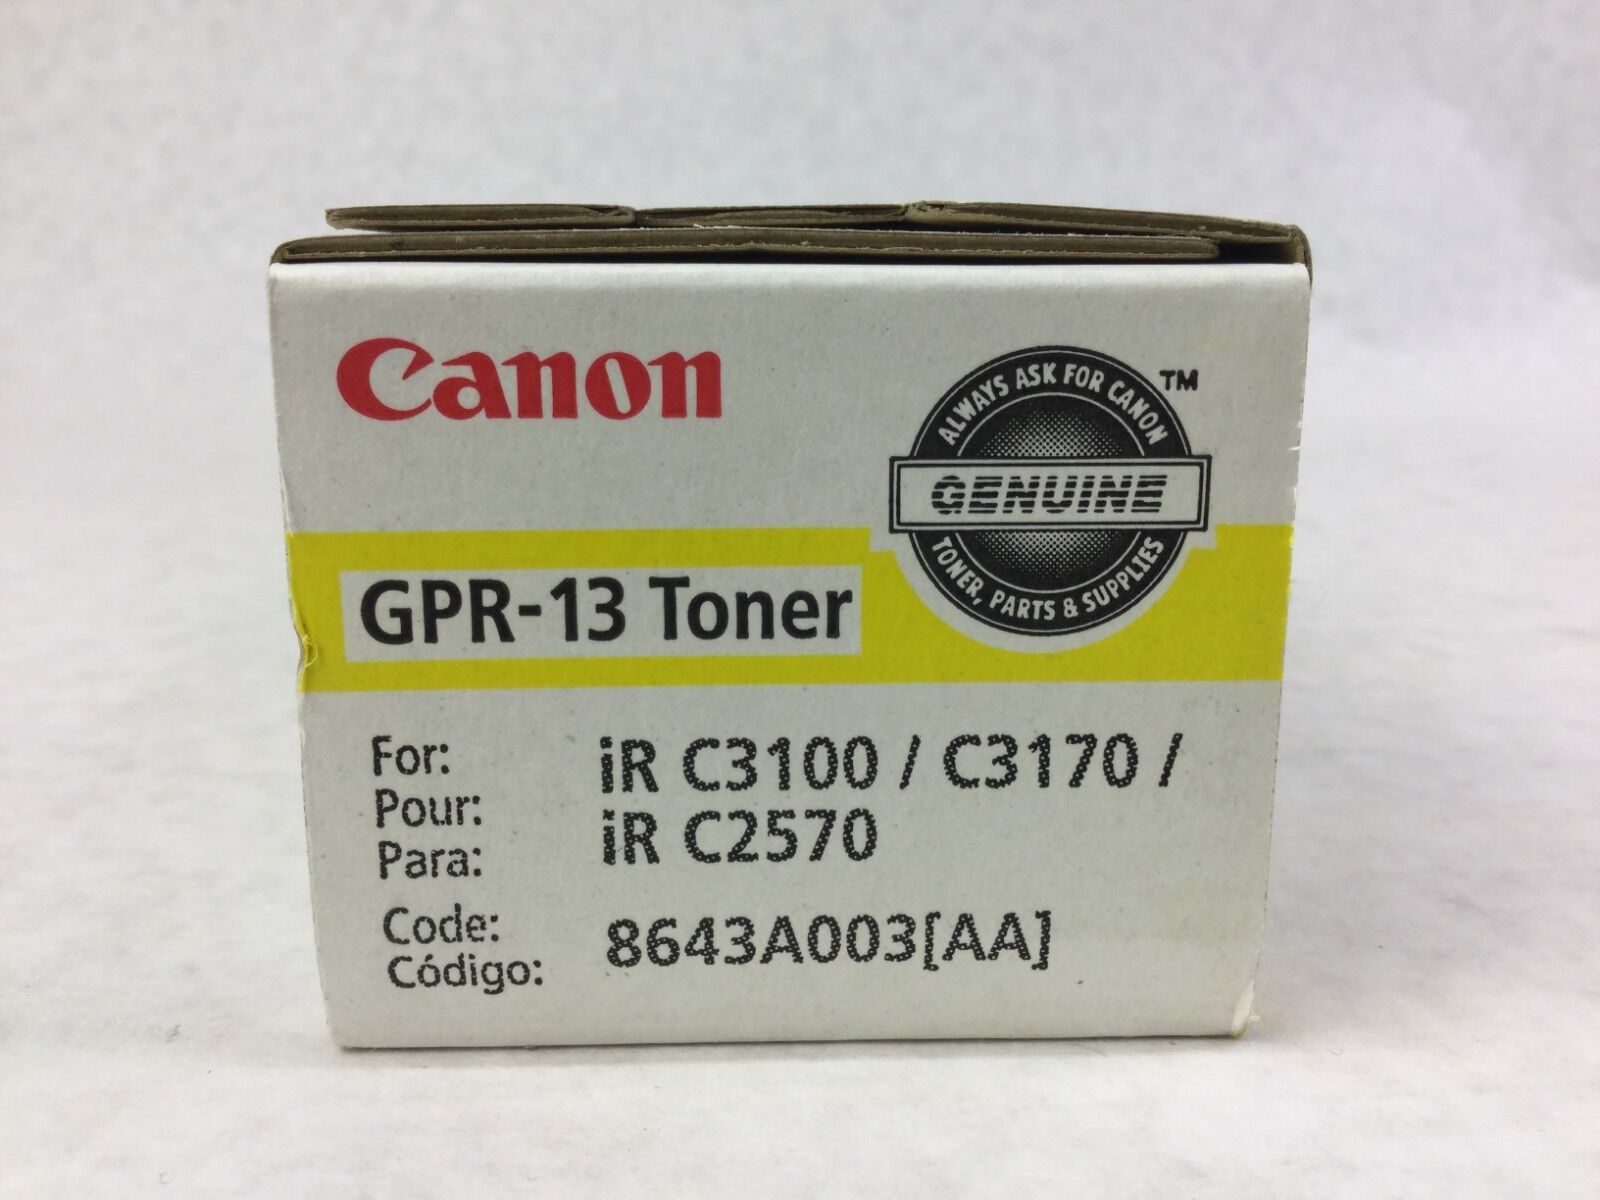 Canon
ALWAYS ASK FOR CANON
TM
GENUINE
TONER, PARTS & SUPPLIES
GPR-13 Toner
For: iR C3100 / C3170 /
Pour: iR C2570
Para:
Code: 8643A003[AA]
Código: